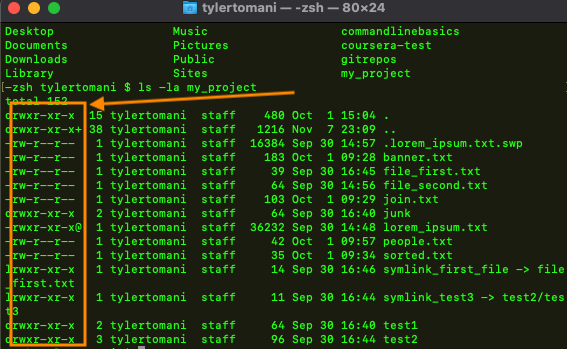 tylertomani — -zsh — 80×24
Desktop Music commandlinebasics
Documents Pictures coursera-test
Downloads Public gitrepos
Library Sites my_project
[-zsh tylertomani $ ls -la my_project ]
total 152
drwxr-xr-x 15 tylertomani staff 480 Oct 1 15:04 .
drwxr-xr-x+ 38 tylertomani staff 1216 Nov 7 23:09 ..
-rw-r--r-- 1 tylertomani staff 16384 Sep 30 14:57 .lorem_ipsum.txt.swp
-rw-r--r-- 1 tylertomani staff 183 Oct 1 09:28 banner.txt
-rw-r--r-- 1 tylertomani staff 39 Sep 30 16:45 file_first.txt
-rw-r--r-- 1 tylertomani staff 64 Sep 30 14:56 file_second.txt
-rw-r--r-- 1 tylertomani staff 103 Oct 1 09:29 join.txt
drwxr-xr-x 2 tylertomani staff 64 Sep 30 16:40 junk
-rwxr-xr-x@ 1 tylertomani staff 36232 Sep 30 14:48 lorem_ipsum.txt
-rw-r--r-- 1 tylertomani staff 42 Oct 1 09:57 people.txt
-rw-r--r-- 1 tylertomani staff 35 Oct 1 09:34 sorted.txt
lrwxr-xr-x 1 tylertomani staff 14 Sep 30 16:46 symlink_first_file -> file
_first.txt
lrwxr-xr-x 1 tylertomani staff 11 Sep 30 16:44 symlink_test3 -> test2/tes
t3
drwxr-xr-x 2 tylertomani staff 64 Sep 30 16:40 test1
drwxr-xr-x 3 tylertomani staff 96 Sep 30 16:44 test2